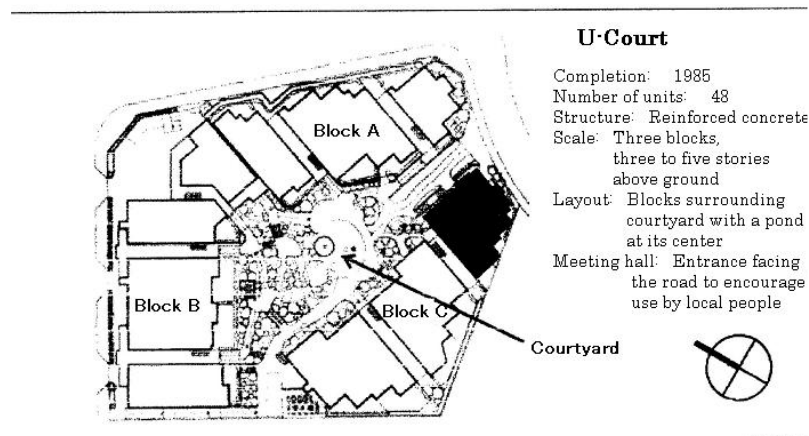 U·Court
Completion: 1985
Number of units: 48
Structure: Reinforced concrete
Scale: Three blocks,
three to five stories
above ground
Layout: Blocks surrounding
courtyard with a pond
at its center
Meeting hall: Entrance facing
the road to encourage
use by local people
Block A
Block B
Block C
Courtyard